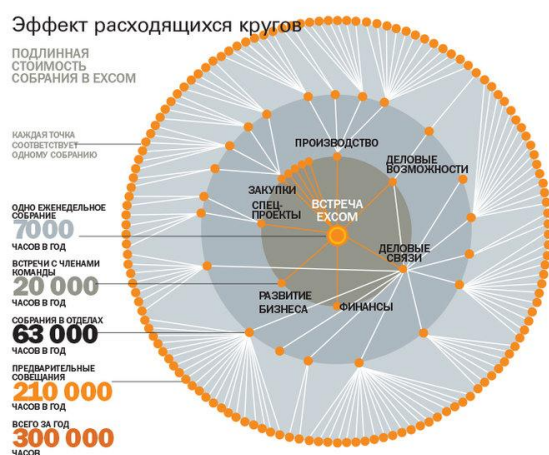 Эффект расходящихся кругов
ПОДЛИННАЯ
СТОИМОСТЬ
СОБРАНИЯ В EXCOM
КАЖДАЯ ТОЧКА
СООТВЕТСТВУЕТ
ОДНОМУ СОБРАНИЮ
ПРОИЗВОДСТВО
ДЕЛОВЫЕ
ВОЗМОЖНОСТИ
ЗАКУПКИ
СПЕЦ-
ПРОЕКТЫ
ВСТРЕЧА
EXCOM
ДЕЛОВЫЕ
СВЯЗИ
РАЗВИТИЕ
БИЗНЕСА
ФИНАНСЫ
ОДНО ЕЖЕНЕДЕЛЬНОЕ
СОБРАНИЕ
7000
ЧАСОВ В ГОД
ВСТРЕЧИ С ЧЛЕНАМИ
КОМАНДЫ
20 000
ЧАСОВ В ГОД
СОБРАНИЯ В ОТДЕЛАХ
63 000
ЧАСОВ В ГОД
ПРЕДВАРИТЕЛЬНЫЕ
СОВЕЩАНИЯ
210 000
ЧАСОВ В ГОД
ВСЕГО ЗА ГОД
300 000
ЧАСОВ